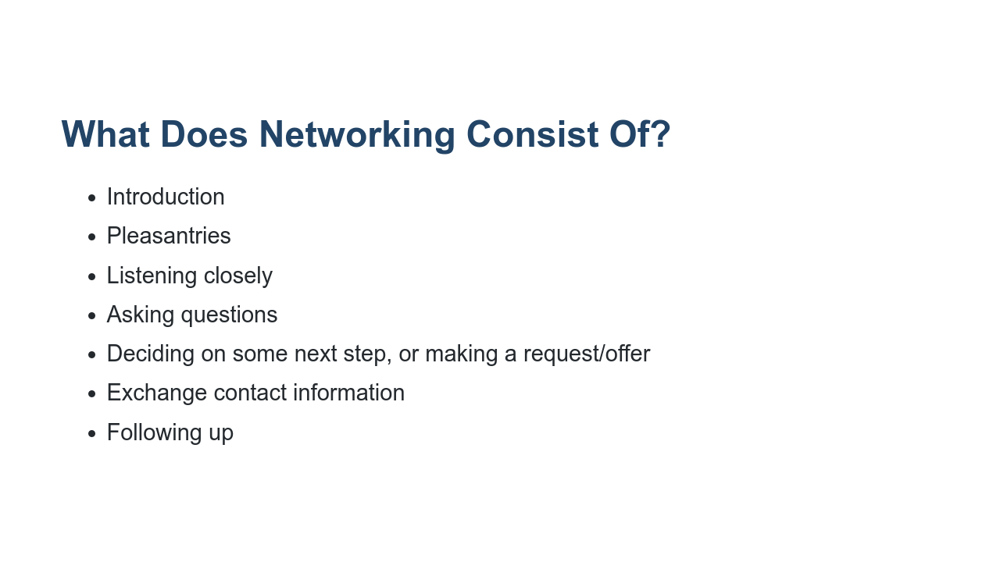 What Does Networking Consist Of?
• Introduction
• Pleasantries
• Listening closely
• Asking questions
• Deciding on some next step, or making a request/offer
• Exchange contact information
• Following up